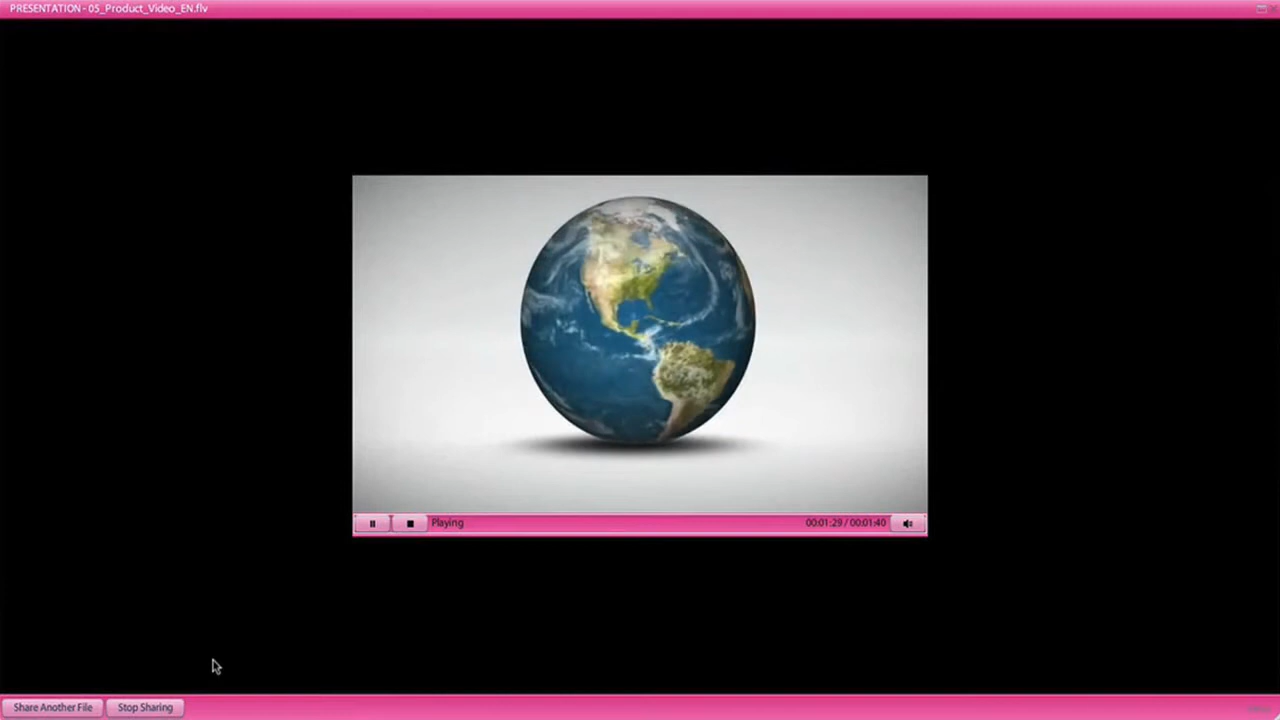 PRESENTATION - 05_Product_Video_EN.flv
Playing
00:01:29 / 00:01:40
Share Another File
Stop Sharing